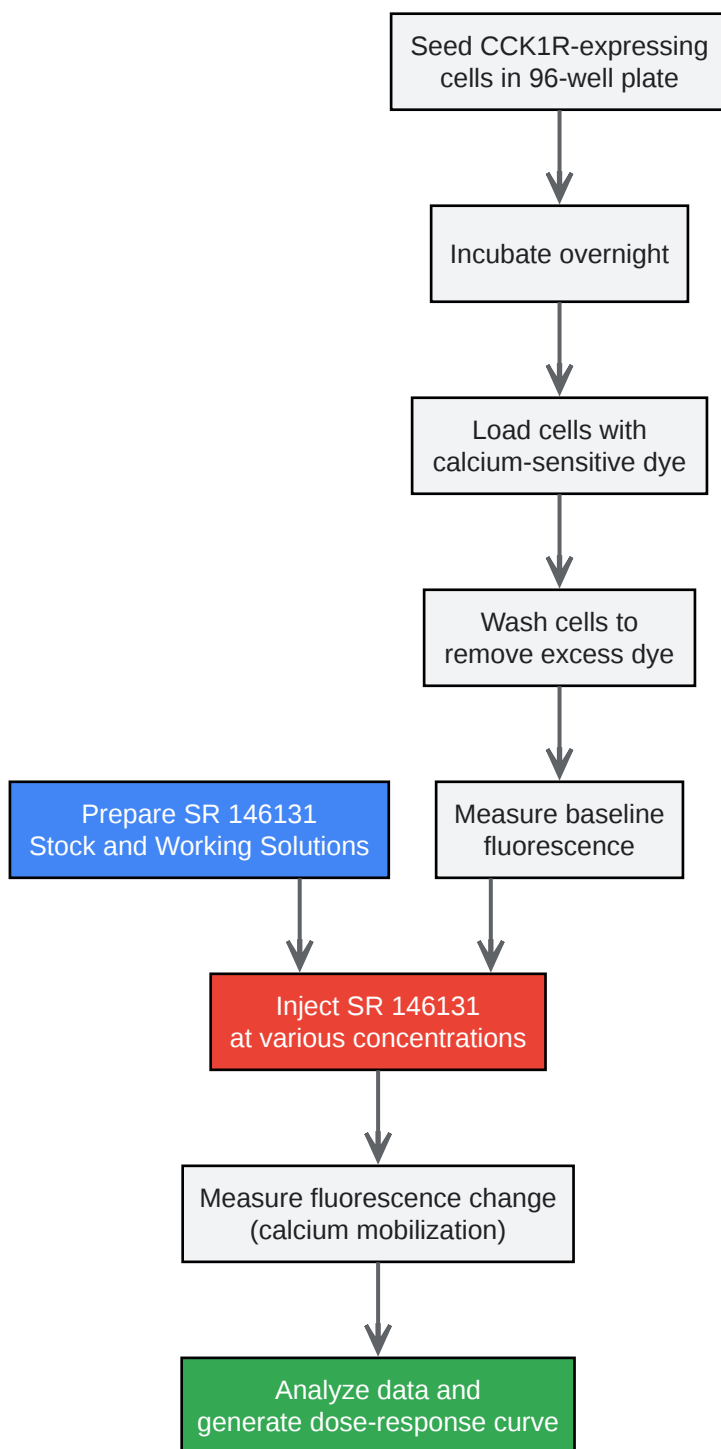 Seed CCK1R-expressing
cells in 96-well plate
Incubate overnight
Load cells with
calcium-sensitive dye
Wash cells to
remove excess dye
Prepare SR 146131
Stock and Working Solutions
Measure baseline
fluorescence
Inject SR 146131
at various concentrations
Measure fluorescence change
(calcium mobilization)
Analyze data and
generate dose-response curve